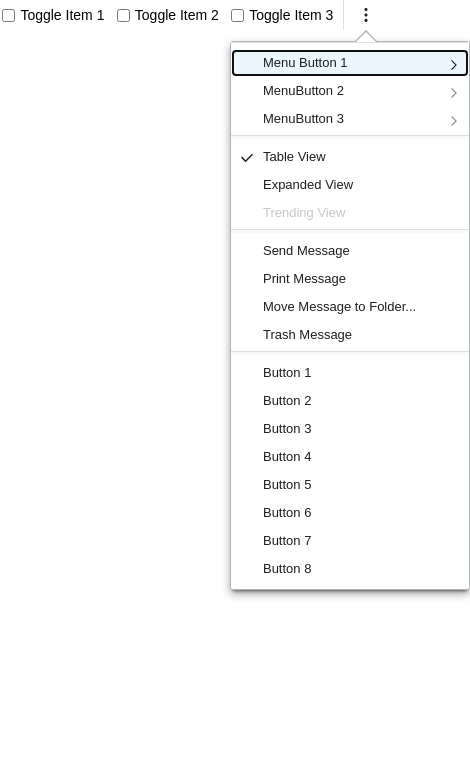 Toggle Item 1 Toggle Item 2 Toggle Item 3
Menu Button 1
MenuButton 2
MenuButton 3
Table View
Expanded View
Trending View
Send Message
Print Message
Move Message to Folder...
Trash Message
Button 1
Button 2
Button 3
Button 4
Button 5
Button 6
Button 7
Button 8